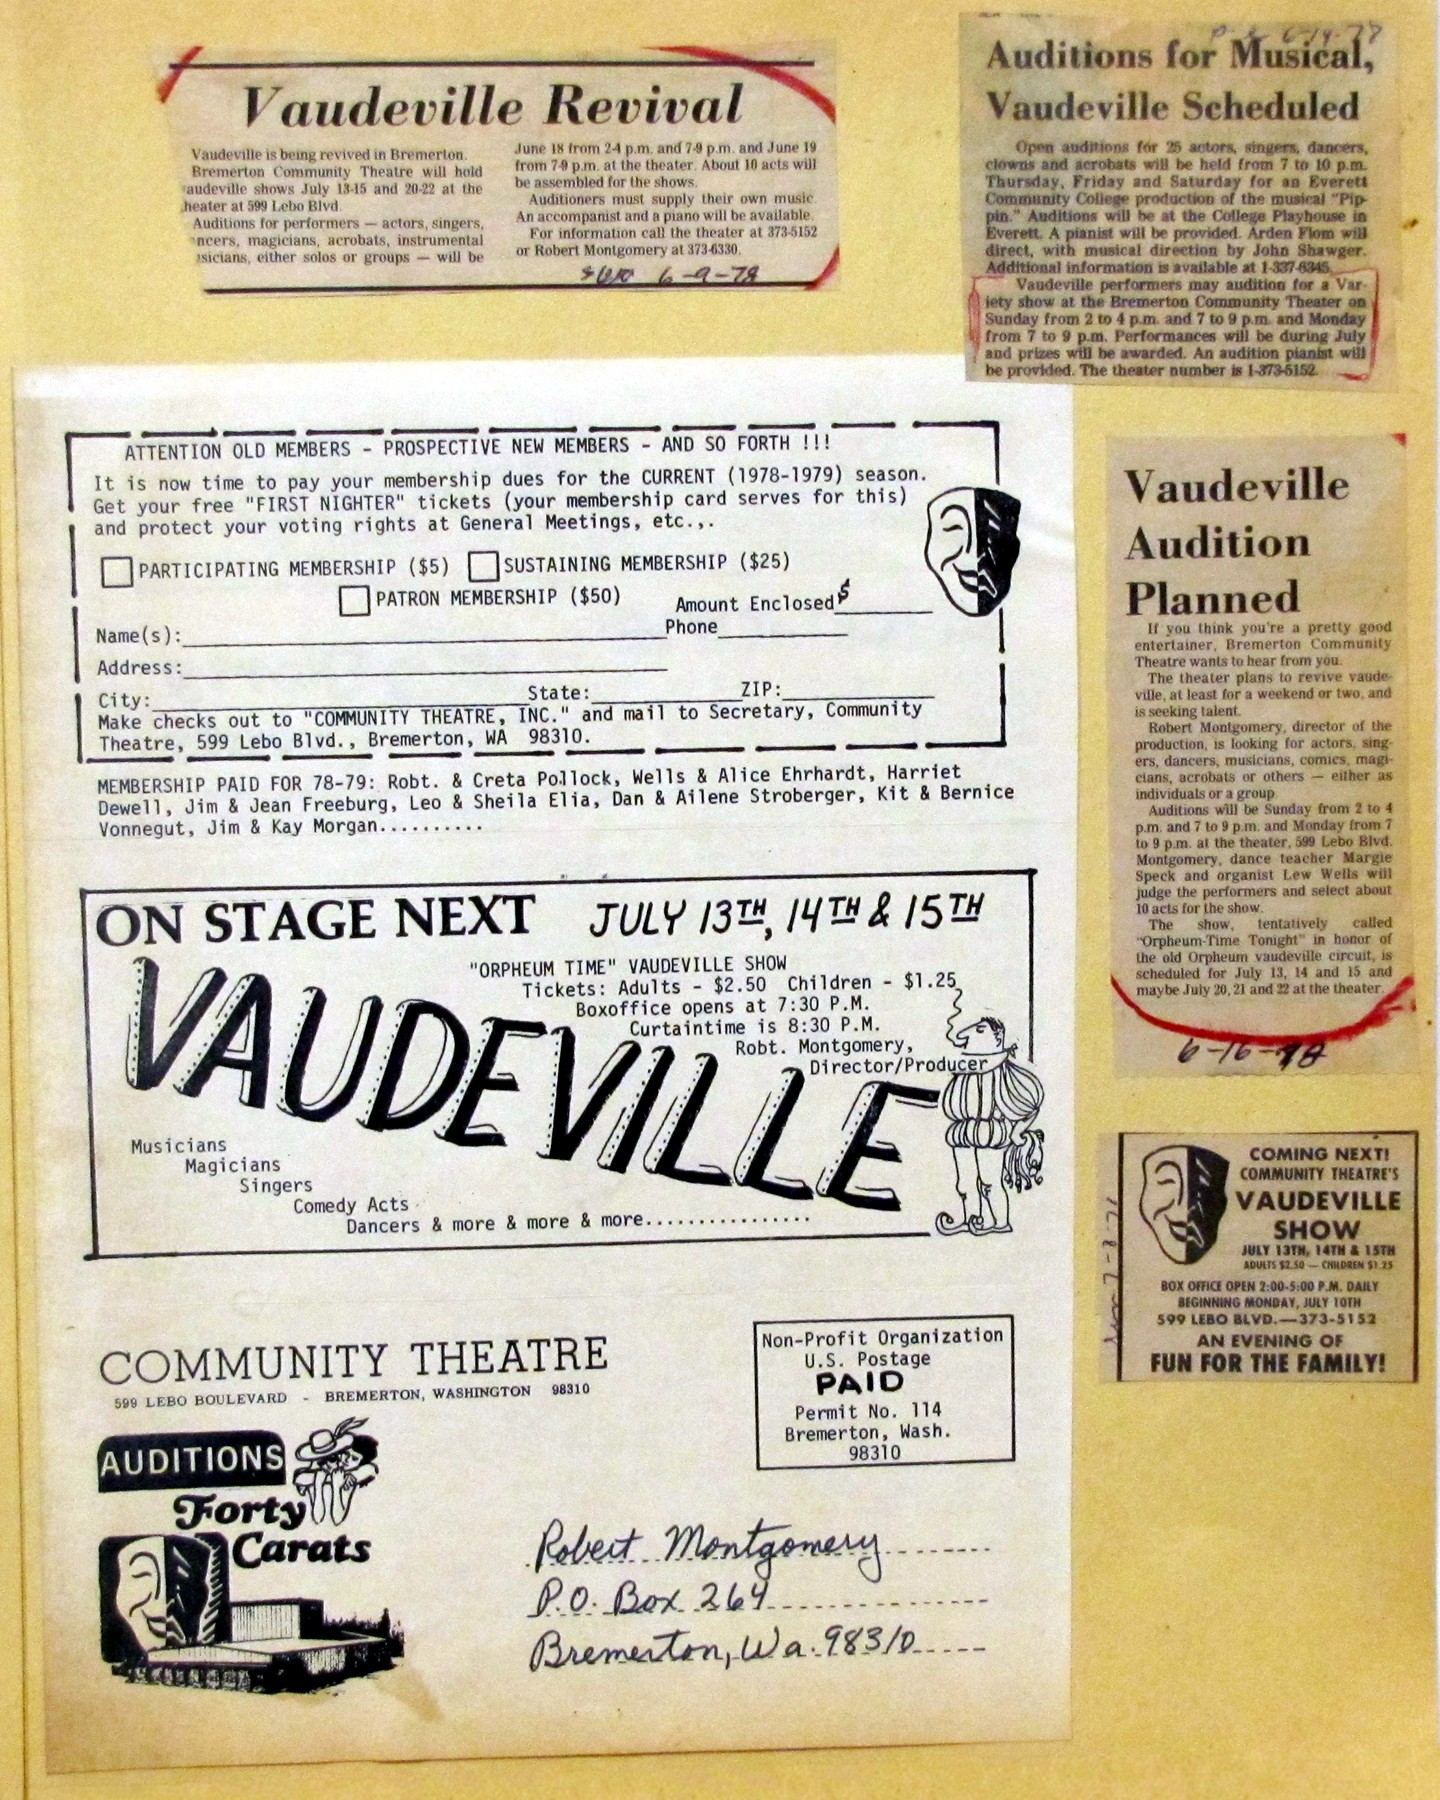 Vaudeville Revival
Vaudeville is being revived in Bremerton.
Bremerton Community Theatre will hold
audeville shows July 13-15 and 20-22 at the
heater at 599 Lebo Blvd.
Auditions for performers — actors, singers,
ncers, magicians, acrobats, instrumental
usicians, either solos or groups — will be
June 18 from 2-4 p.m. and 7-9 p.m. and June 19
from 7-9 p.m. at the theater. About 10 acts will
be assembled for the shows.
Auditioners must supply their own music.
An accompanist and a piano will be available.
For information call the theater at 373-5152
or Robert Montgomery at 373-6330.
6-9-78
Auditions for Musical,
Vaudeville Scheduled
Open auditions for 25 actors, singers, dancers,
clowns and acrobats will be held from 7 to 10 p.m.
Thursday, Friday and Saturday for an Everett
Community College production of the musical "Pip-
pin." Auditions will be at the College Playhouse in
Everett. A pianist will be provided. Arden Flom will
direct, with musical direction by John Shawger.
Additional information is available at 1-337-6345.
Vaudeville performers may audition for a Var-
iety show at the Bremerton Community Theater on
Sunday from 2 to 4 p.m. and 7 to 9 p.m. and Monday
from 7 to 9 p.m. Performances will be during July
and prizes will be awarded. An audition pianist will
be provided. The theater number is 1-373-5152.
ATTENTION OLD MEMBERS - PROSPECTIVE NEW MEMBERS - AND SO FORTH !!!
It is now time to pay your membership dues for the CURRENT (1978-1979) season.
Get your free "FIRST NIGHTER" tickets (your membership card serves for this)
and protect your voting rights at General Meetings, etc.,.
PARTICIPATING MEMBERSHIP ($5) SUSTAINING MEMBERSHIP ($25)
PATRON MEMBERSHIP ($50) Amount Enclosed $
Name(s): Phone
Address:
City: State: ZIP:
Make checks out to "COMMUNITY THEATRE, INC." and mail to Secretary, Community
Theatre, 599 Lebo Blvd., Bremerton, WA 98310.
MEMBERSHIP PAID FOR 78-79: Robt. & Creta Pollock, Wells & Alice Ehrhardt, Harriet
Dewell, Jim & Jean Freeburg, Leo & Sheila Elia, Dan & Ailene Stroberger, Kit & Bernice
Vonnegut, Jim & Kay Morgan..........
ON STAGE NEXT JULY 13TH, 14TH & 15TH
"ORPHEUM TIME" VAUDEVILLE SHOW
Tickets: Adults - $2.50 Children - $1.25
Boxoffice opens at 7:30 P.M.
Curtaintime is 8:30 P.M.
Robt. Montgomery,
Director/Producer
VAUDEVILLE
Musicians
Magicians
Singers
Comedy Acts
Dancers & more & more & more................
COMMUNITY THEATRE
599 LEBO BOULEVARD - BREMERTON, WASHINGTON 98310
AUDITIONS
Forty
Carats
Non-Profit Organization
U.S. Postage
PAID
Permit No. 114
Bremerton, Wash.
98310
Robert Montgomery
P.O. Box 264
Bremerton, Wa. 98310
Vaudeville
Audition
Planned
If you think you're a pretty good
entertainer, Bremerton Community
Theatre wants to hear from you.
The theater plans to revive vaude-
ville, at least for a weekend or two, and
is seeking talent.
Robert Montgomery, director of the
production, is looking for actors, sing-
ers, dancers, musicians, comics, magi-
cians, acrobats or others — either as
individuals or a group.
Auditions will be Sunday from 2 to 4
p.m. and 7 to 9 p.m. and Monday from 7
to 9 p.m. at the theater, 599 Lebo Blvd.
Montgomery, dance teacher Margie
Speck and organist Lew Wells will
judge the performers and select about
10 acts for the show.
The show, tentatively called
"Orpheum-Time Tonight" in honor of
the old Orpheum vaudeville circuit, is
scheduled for July 13, 14 and 15 and
maybe July 20, 21 and 22 at the theater.
6-16-78
COMING NEXT!
COMMUNITY THEATRE'S
VAUDEVILLE
SHOW
JULY 13TH, 14TH & 15TH
ADULTS $2.50 — CHILDREN $1.25
BOX OFFICE OPEN 2:00-5:00 P.M. DAILY
BEGINNING MONDAY, JULY 10TH
599 LEBO BLVD.—373-5152
AN EVENING OF
FUN FOR THE FAMILY!